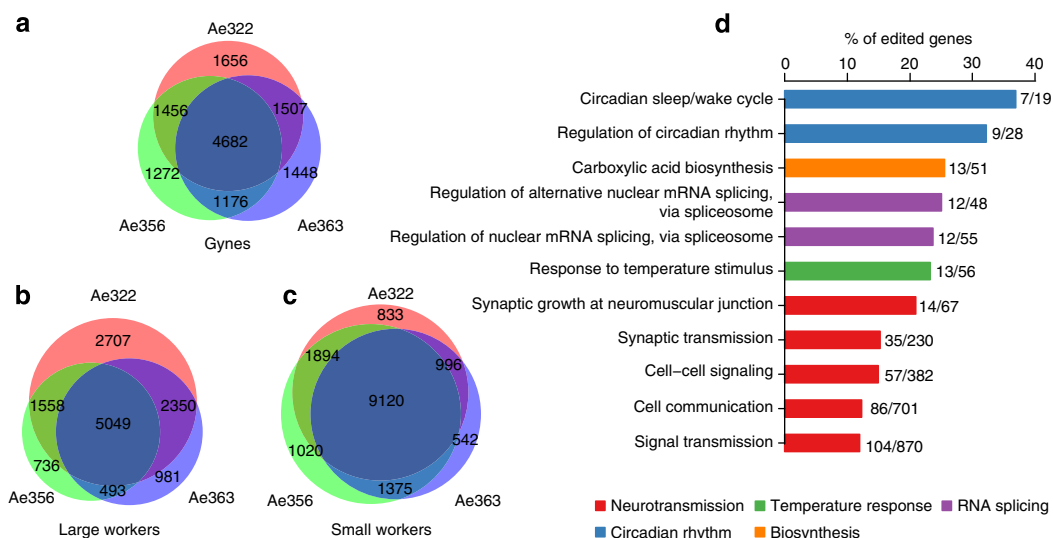 a
Ae322
1656
1456
1507
4682
1272
1448
1176
Ae356
Ae363
Gynes
b
Ae322
2707
1558
2350
5049
736
981
493
Ae356
Ae363
Large workers
c
Ae322
833
1894
996
9120
542
1020
1375
Ae356
Ae363
Small workers
d
% of edited genes
0 10 20 30 40
Circadian sleep/wake cycle 7/19
Regulation of circadian rhythm 9/28
Carboxylic acid biosynthesis 13/51
Regulation of alternative nuclear mRNA splicing,
via spliceosome 12/48
Regulation of nuclear mRNA splicing, via spliceosome 12/55
Response to temperature stimulus 13/56
Synaptic growth at neuromuscular junction 14/67
Synaptic transmission 35/230
Cell–cell signaling 57/382
Cell communication 86/701
Signal transmission 104/870
Neurotransmission Temperature response RNA splicing
Circadian rhythm Biosynthesis